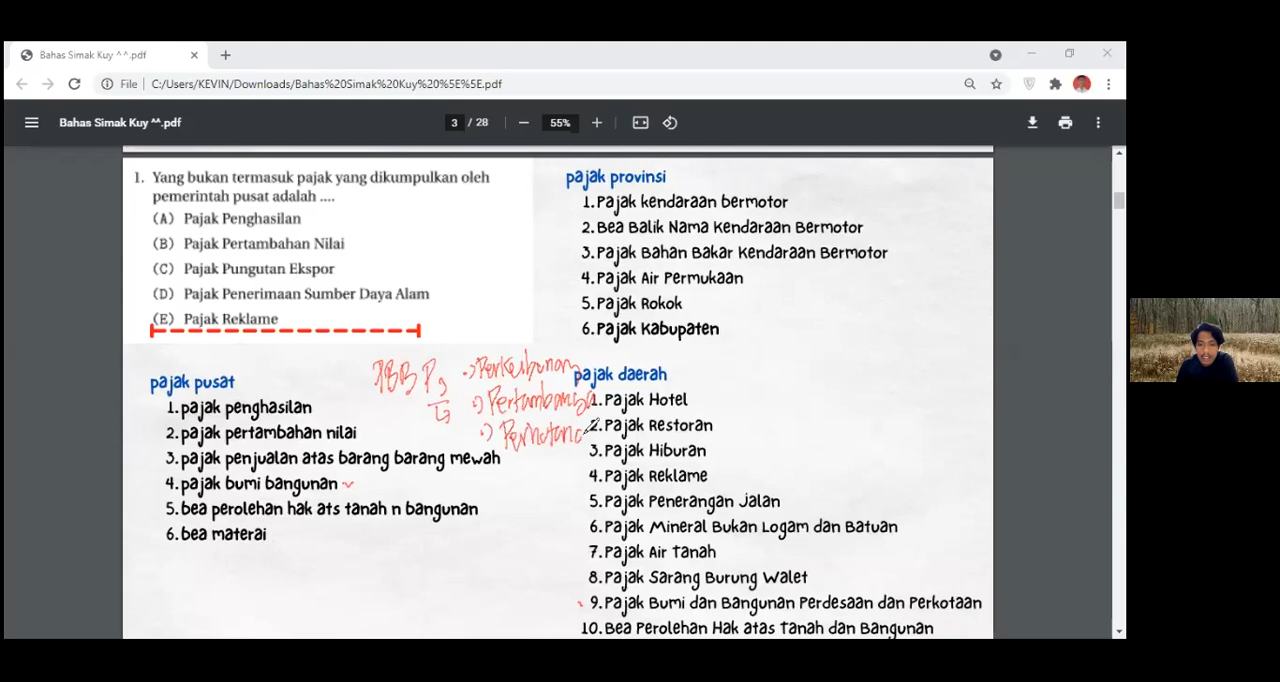 Bahas Simak Kuy ^^.pdf
File
C:/Users/KEVIN/Downloads/Bahas%20Simak%20Kuy%20%5E%5E.pdf
Bahas Simak Kuy ^^.pdf
3 / 28
55%
1. Yang bukan termasuk pajak yang dikumpulkan oleh
pemerintah pusat adalah ....
(A) Pajak Penghasilan
(B) Pajak Pertambahan Nilai
(C) Pajak Pungutan Ekspor
(D) Pajak Penerimaan Sumber Daya Alam
(E) Pajak Reklame
pajak provinsi
1. Pajak kendaraan bermotor
2. Bea Balik Nama Kendaraan Bermotor
3. Pajak Bahan Bakar Kendaraan Bermotor
4. Pajak Air Permukaan
5. Pajak Rokok
6. Pajak Kabupaten
pajak pusat
1. pajak penghasilan
2. pajak pertambahan nilai
3. pajak penjualan atas barang barang mewah
4. pajak bumi bangunan
5. bea perolehan hak ats tanah n bangunan
6. bea materai
PBB P3
Perkebunan
Pertambanga
Perhutana
pajak daerah
1. Pajak Hotel
2. Pajak Restoran
3. Pajak Hiburan
4. Pajak Reklame
5. Pajak Penerangan Jalan
6. Pajak Mineral Bukan Logam dan Batuan
7. Pajak Air Tanah
8. Pajak Sarang Burung Walet
9. Pajak Bumi dan Bangunan Perdesaan dan Perkotaan
10. Bea Perolehan Hak atas Tanah dan Bangunan